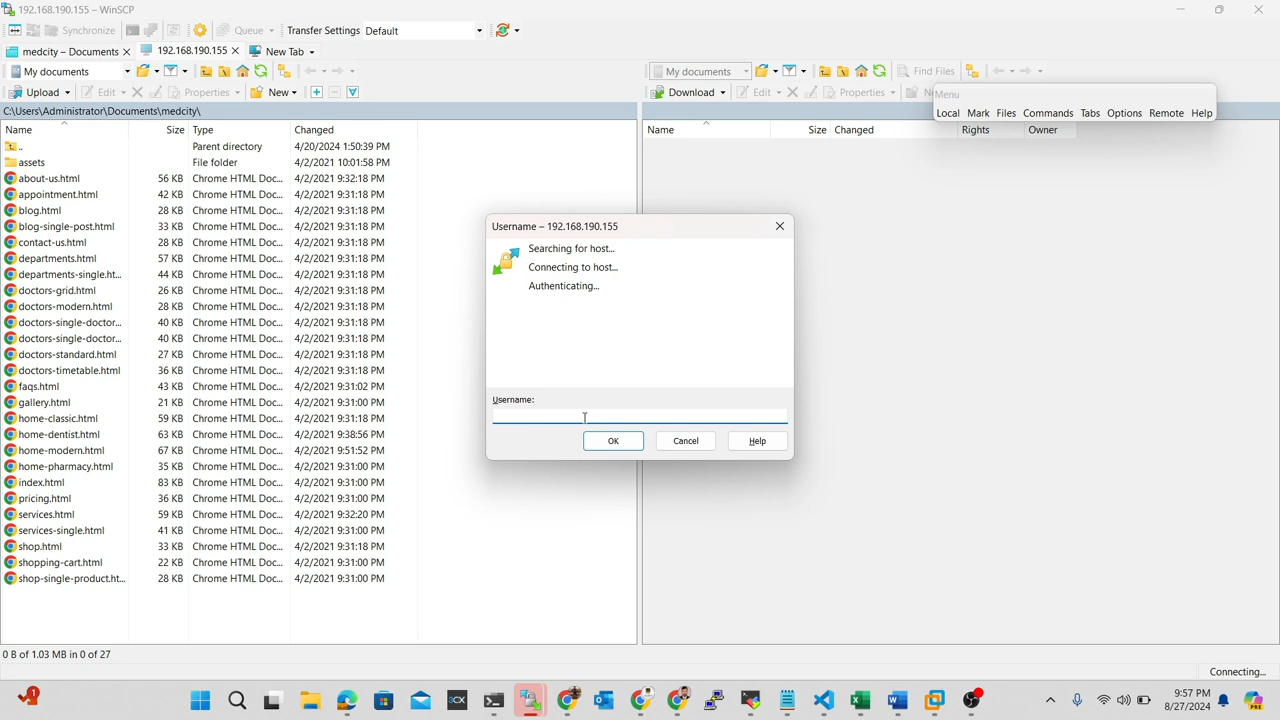 192.168.190.155 – WinSCP
Synchronize Queue Transfer Settings Default
medcity – Documents 192.168.190.155 New Tab
My documents
Upload Edit Properties New
C:\Users\Administrator\Documents\medcity\
Name Size Type Changed
.. Parent directory 4/20/2024 1:50:39 PM
assets File folder 4/2/2021 10:01:58 PM
about-us.html 56 KB Chrome HTML Doc... 4/2/2021 9:32:18 PM
appointment.html 42 KB Chrome HTML Doc... 4/2/2021 9:31:18 PM
blog.html 28 KB Chrome HTML Doc... 4/2/2021 9:31:18 PM
blog-single-post.html 33 KB Chrome HTML Doc... 4/2/2021 9:31:18 PM
contact-us.html 28 KB Chrome HTML Doc... 4/2/2021 9:31:18 PM
departments.html 57 KB Chrome HTML Doc... 4/2/2021 9:31:18 PM
departments-single.ht... 44 KB Chrome HTML Doc... 4/2/2021 9:31:18 PM
doctors-grid.html 26 KB Chrome HTML Doc... 4/2/2021 9:31:18 PM
doctors-modern.html 28 KB Chrome HTML Doc... 4/2/2021 9:31:18 PM
doctors-single-doctor... 40 KB Chrome HTML Doc... 4/2/2021 9:31:18 PM
doctors-single-doctor... 40 KB Chrome HTML Doc... 4/2/2021 9:31:18 PM
doctors-standard.html 27 KB Chrome HTML Doc... 4/2/2021 9:31:18 PM
doctors-timetable.html 36 KB Chrome HTML Doc... 4/2/2021 9:31:18 PM
faqs.html 43 KB Chrome HTML Doc... 4/2/2021 9:31:02 PM
gallery.html 21 KB Chrome HTML Doc... 4/2/2021 9:31:00 PM
home-classic.html 59 KB Chrome HTML Doc... 4/2/2021 9:31:18 PM
home-dentist.html 63 KB Chrome HTML Doc... 4/2/2021 9:38:56 PM
home-modern.html 67 KB Chrome HTML Doc... 4/2/2021 9:51:52 PM
home-pharmacy.html 35 KB Chrome HTML Doc... 4/2/2021 9:31:00 PM
index.html 83 KB Chrome HTML Doc... 4/2/2021 9:31:00 PM
pricing.html 36 KB Chrome HTML Doc... 4/2/2021 9:31:00 PM
services.html 59 KB Chrome HTML Doc... 4/2/2021 9:32:20 PM
services-single.html 41 KB Chrome HTML Doc... 4/2/2021 9:31:00 PM
shop.html 33 KB Chrome HTML Doc... 4/2/2021 9:31:18 PM
shopping-cart.html 22 KB Chrome HTML Doc... 4/2/2021 9:31:00 PM
shop-single-product.ht... 28 KB Chrome HTML Doc... 4/2/2021 9:31:00 PM
0 B of 1.03 MB in 0 of 27
My documents Find Files
Download Edit Properties
Menu
Local Mark Files Commands Tabs Options Remote Help
Name Size Changed Rights Owner
Username – 192.168.190.155
Searching for host...
Connecting to host...
Authenticating...
Username:
OK Cancel Help
Connecting...
1
3CX
9:57 PM
8/27/2024
PRE